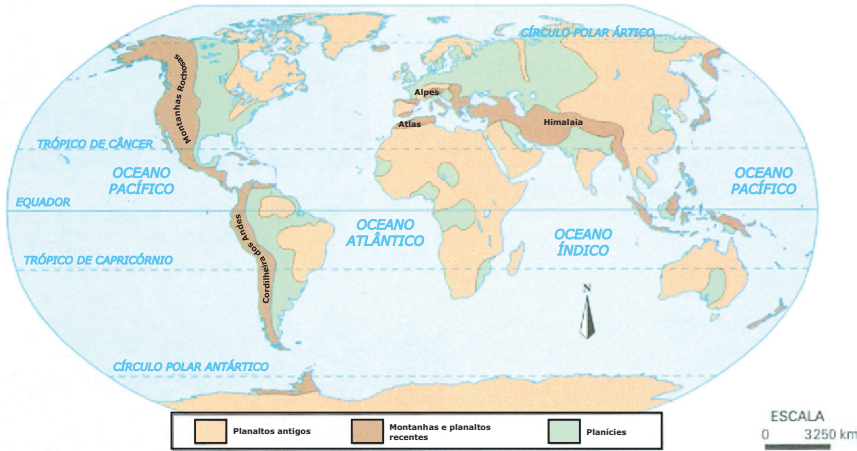 CÍRCULO POLAR ÁRTICO
Montanhas Rochosas
Alpes
Atlas
Himalaia
TRÓPICO DE CÂNCER
OCEANO
PACÍFICO
OCEANO
PACÍFICO
EQUADOR
OCEANO
ATLÂNTICO
OCEANO
ÍNDICO
Cordilheira dos Andes
TRÓPICO DE CAPRICÓRNIO
N
CÍRCULO POLAR ANTÁRTICO
Planaltos antigos
Montanhas e planaltos
recentes
Planícies
ESCALA
0 3250 km